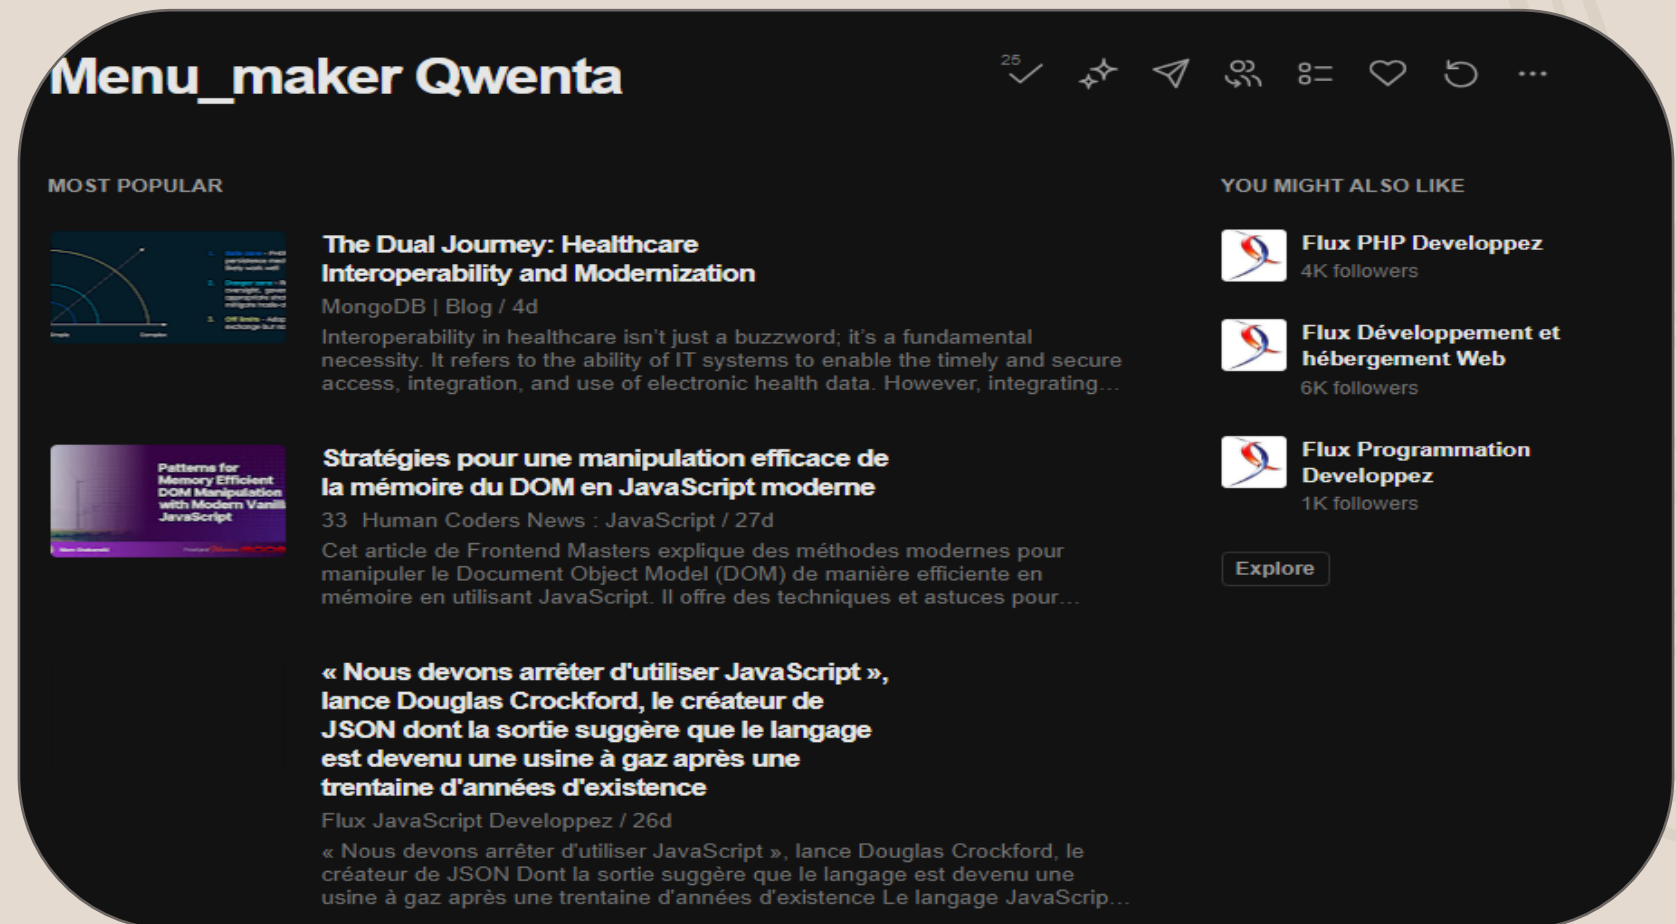 Menu_maker Qwenta
25
MOST POPULAR
The Dual Journey: Healthcare
Interoperability and Modernization
MongoDB | Blog / 4d
Interoperability in healthcare isn't just a buzzword; it's a fundamental
necessity. It refers to the ability of IT systems to enable the timely and secure
access, integration, and use of electronic health data. However, integrating...
Patterns for
Memory Efficient
DOM Manipulation
with Modern Vanill
JavaScript
Stratégies pour une manipulation efficace de
la mémoire du DOM en JavaScript moderne
33 Human Coders News : JavaScript / 27d
Cet article de Frontend Masters explique des méthodes modernes pour
manipuler le Document Object Model (DOM) de manière efficiente en
mémoire en utilisant JavaScript. Il offre des techniques et astuces pour...
« Nous devons arrêter d'utiliser JavaScript »,
lance Douglas Crockford, le créateur de
JSON dont la sortie suggère que le langage
est devenu une usine à gaz après une
trentaine d'années d'existence
Flux JavaScript Developpez / 26d
« Nous devons arrêter d'utiliser JavaScript », lance Douglas Crockford, le
créateur de JSON Dont la sortie suggère que le langage est devenu une
usine à gaz après une trentaine d'années d'existence Le langage JavaScrip...
YOU MIGHT ALSO LIKE
Flux PHP Developpez
4K followers
Flux Développement et
hébergement Web
6K followers
Flux Programmation
Developpez
1K followers
Explore